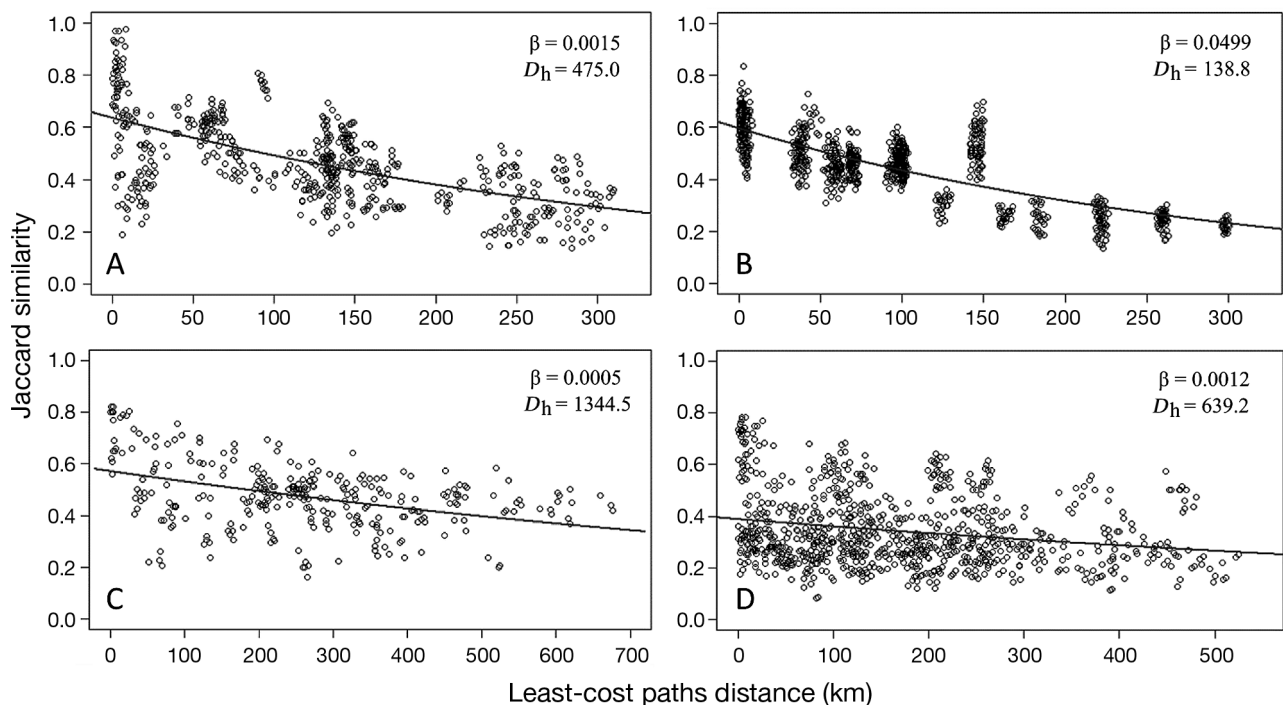 1.0
0.8
0.6
0.4
0.2
0.0
β = 0.0015
Dh = 475.0
A
0 50 100 150 200 250 300
1.0
0.8
0.6
0.4
0.2
0.0
β = 0.0499
Dh = 138.8
B
0 50 100 150 200 250 300
Jaccard similarity
1.0
0.8
0.6
0.4
0.2
0.0
β = 0.0005
Dh = 1344.5
C
0 100 200 300 400 500 600 700
1.0
0.8
0.6
0.4
0.2
0.0
β = 0.0012
Dh = 639.2
D
0 100 200 300 400 500
Least-cost paths distance (km)